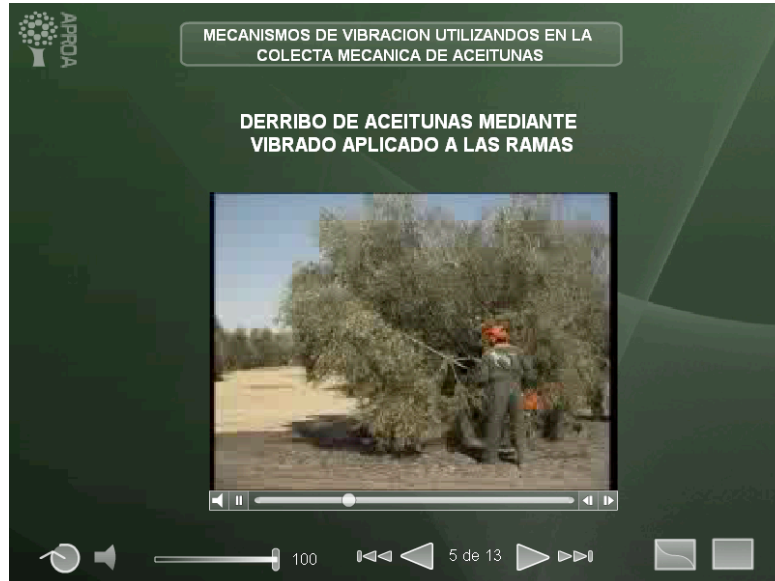 APROA
MECANISMOS DE VIBRACION UTILIZANDOS EN LA
COLECTA MECANICA DE ACEITUNAS
DERRIBO DE ACEITUNAS MEDIANTE
VIBRADO APLICADO A LAS RAMAS
100
5 de 13